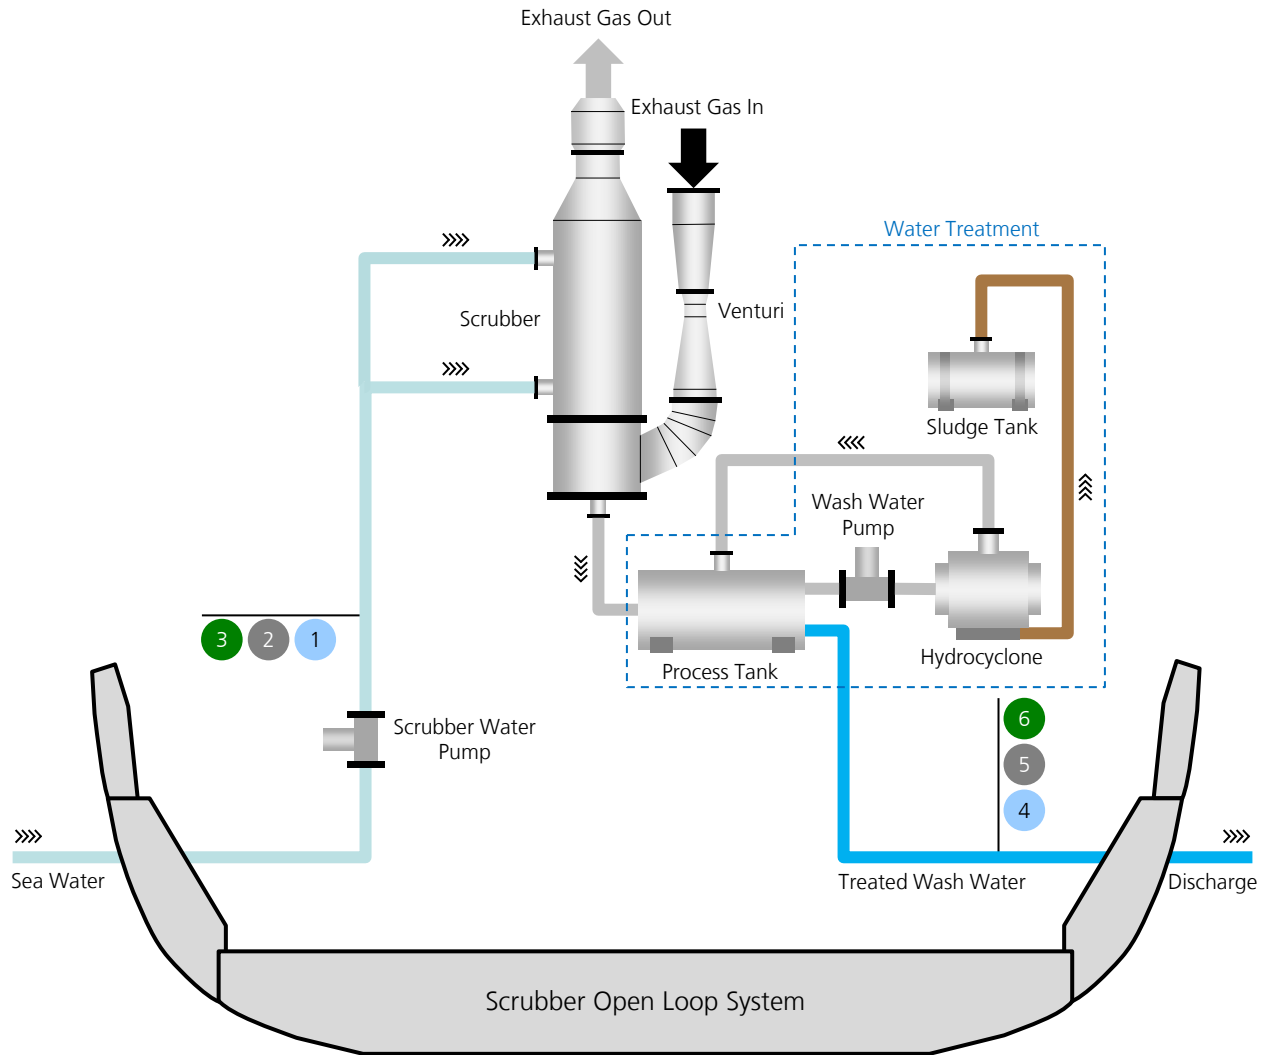 Exhaust Gas Out
Exhaust Gas In
Water Treatment
Scrubber
Venturi
Sludge Tank
Wash Water
Pump
Hydrocyclone
Process Tank
3 2 1
Scrubber Water
Pump
6
5
4
Sea Water
Treated Wash Water
Discharge
Scrubber Open Loop System